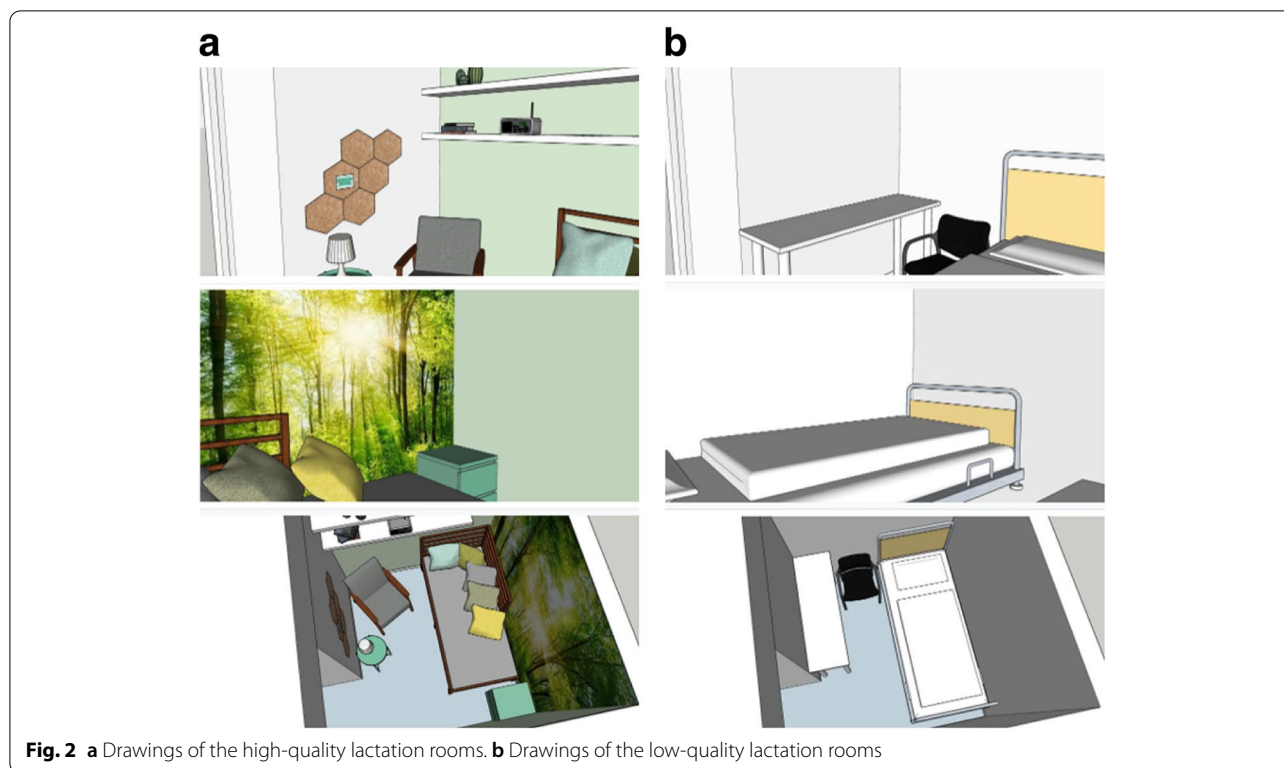 a
b
Fig. 2 a Drawings of the high-quality lactation rooms. b Drawings of the low-quality lactation rooms